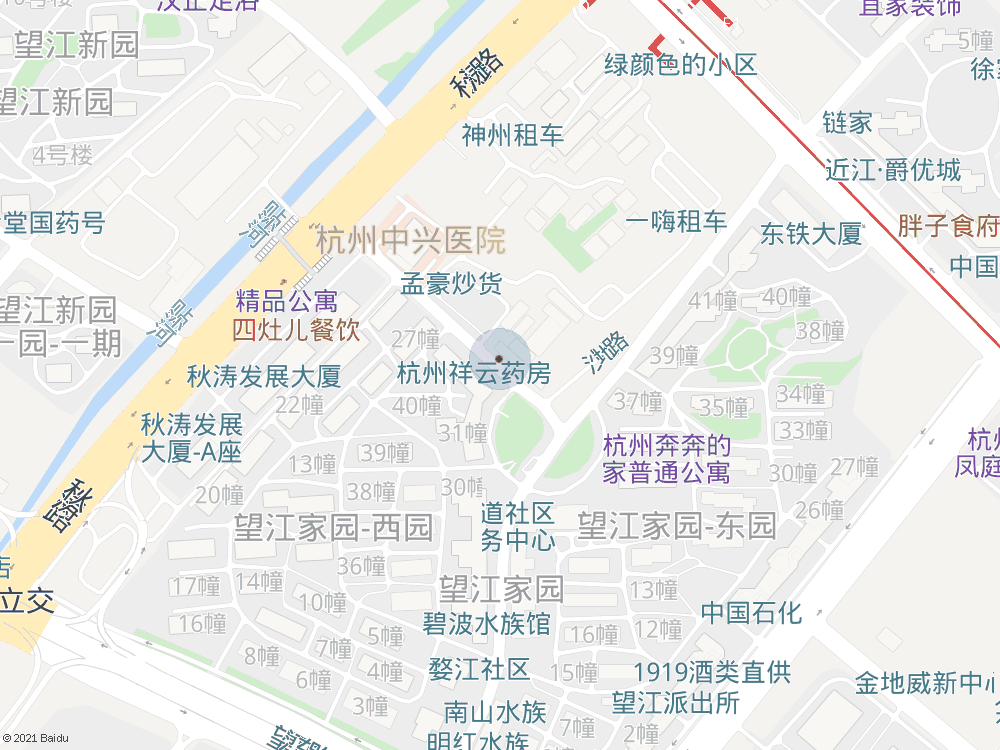 汉正足浴
宜家装饰
望江新园
5幢
绿颜色的小区
秋涛路
望江新园
链家
神州租车
4号楼
近江·爵优城
堂国药号
一嗨租车
胖子食府
东铁大厦
杭州中兴医院
中国
孟豪炒货
精品公寓
41幢
40幢
望江新园
四灶儿餐饮
38幢
27幢
一园-一期
39幢
秋涛发展大厦
杭州祥云药房
37幢
34幢
22幢
40幢
35幢
秋涛发展
大厦-A座
31幢
33幢
杭州奔奔的
家普通公寓
39幢
13幢
凤庭
27幢
30幢
20幢
38幢
30幢
26幢
秋涛路
道社区
务中心
望江家园-西园
望江家园-东园
36幢
17幢
14幢
望江家园
13幢
立交
10幢
中国石化
16幢
碧波水族馆
5幢
16幢
12幢
7幢
8幢
4幢
婺江社区
15幢
1919酒类直供
金地威新中心
6幢
3幢
南山水族
望江派出所
7幢
2幢
明红水族
© 2021 Baidu